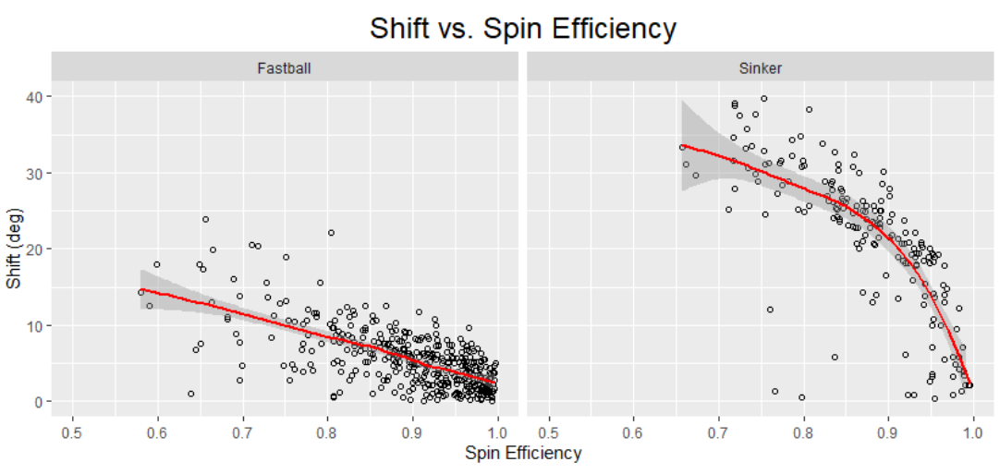 Shift vs. Spin Efficiency
Fastball
Sinker
Shift (deg)
40
30
20
10
0
0.5 0.6 0.7 0.8 0.9 1.0
0.5 0.6 0.7 0.8 0.9 1.0
Spin Efficiency